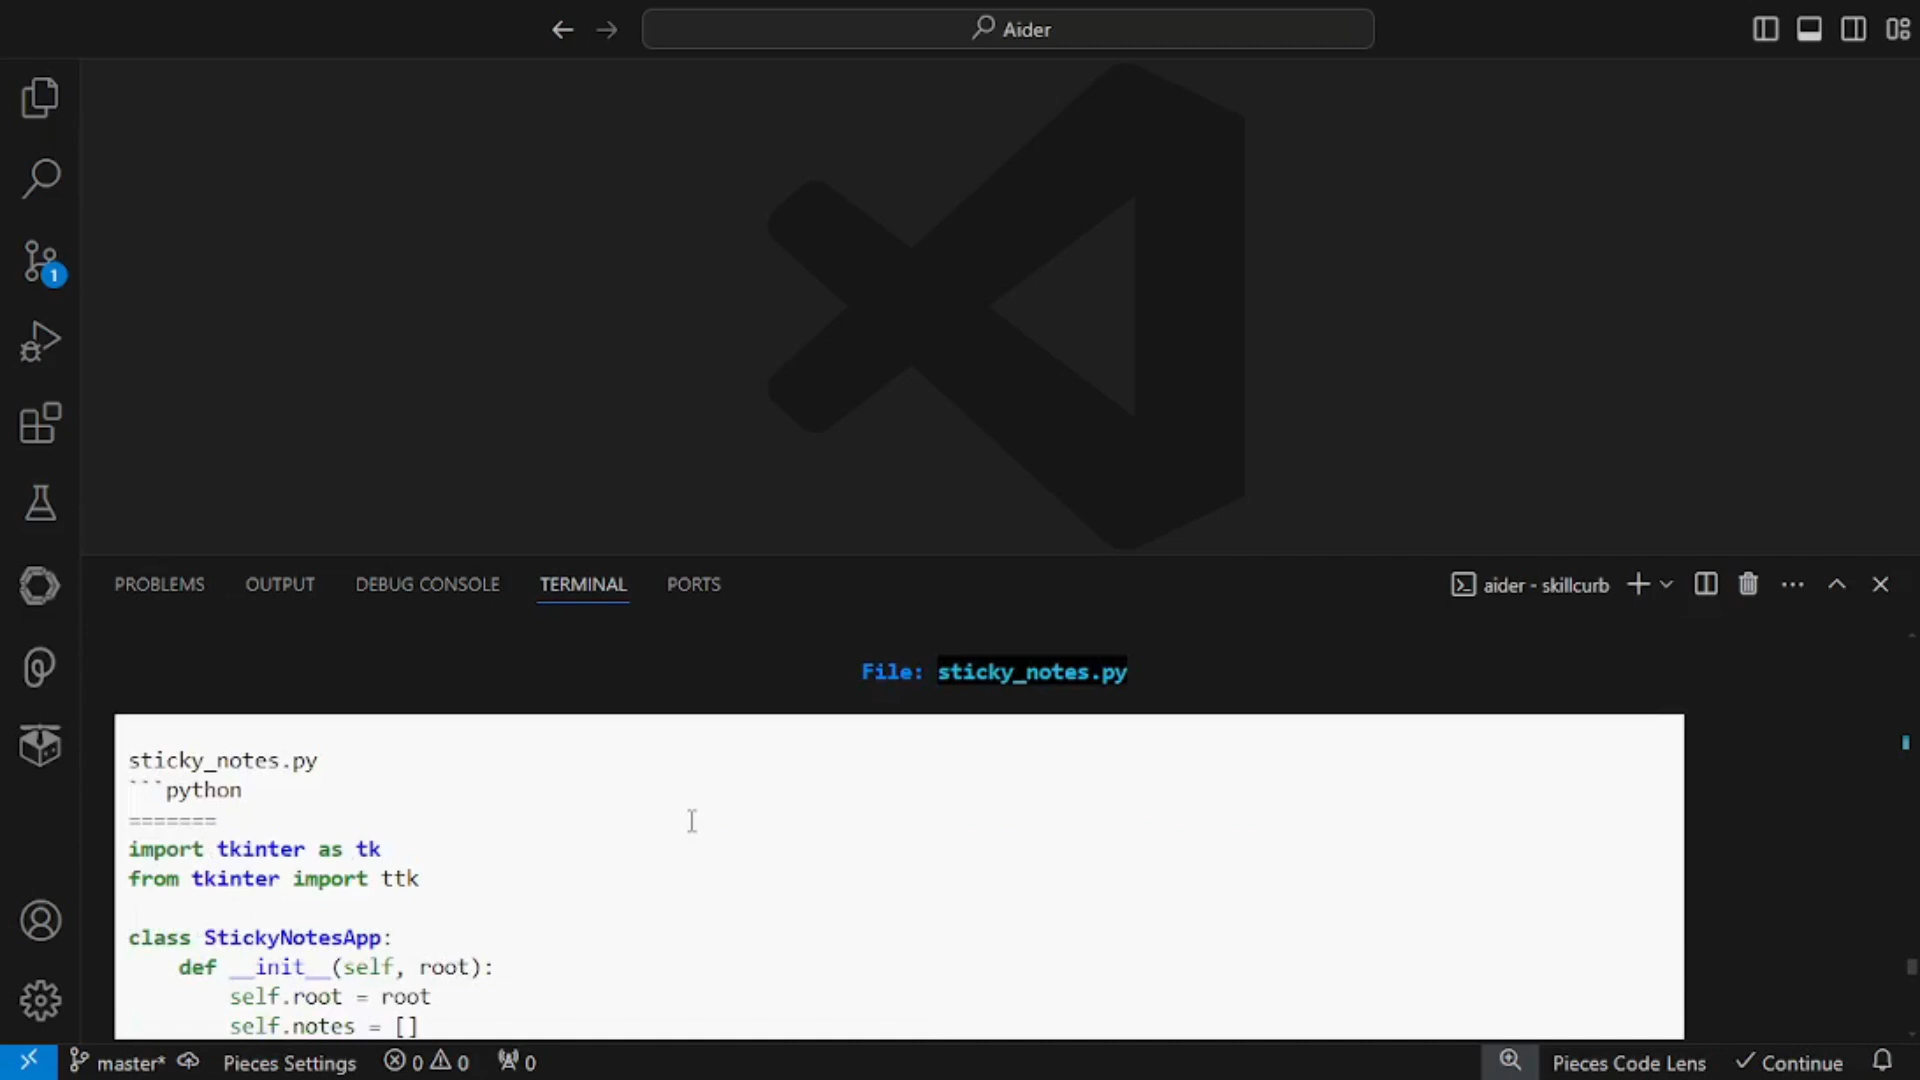 Aider
1
PROBLEMS OUTPUT DEBUG CONSOLE TERMINAL PORTS aider - skillcurb
File: sticky_notes.py
sticky_notes.py
```python
=======
import tkinter as tk
from tkinter import ttk
class StickyNotesApp:
def __init__(self, root):
self.root = root
self.notes = []
master* Pieces Settings 0 0 0 Pieces Code Lens Continue